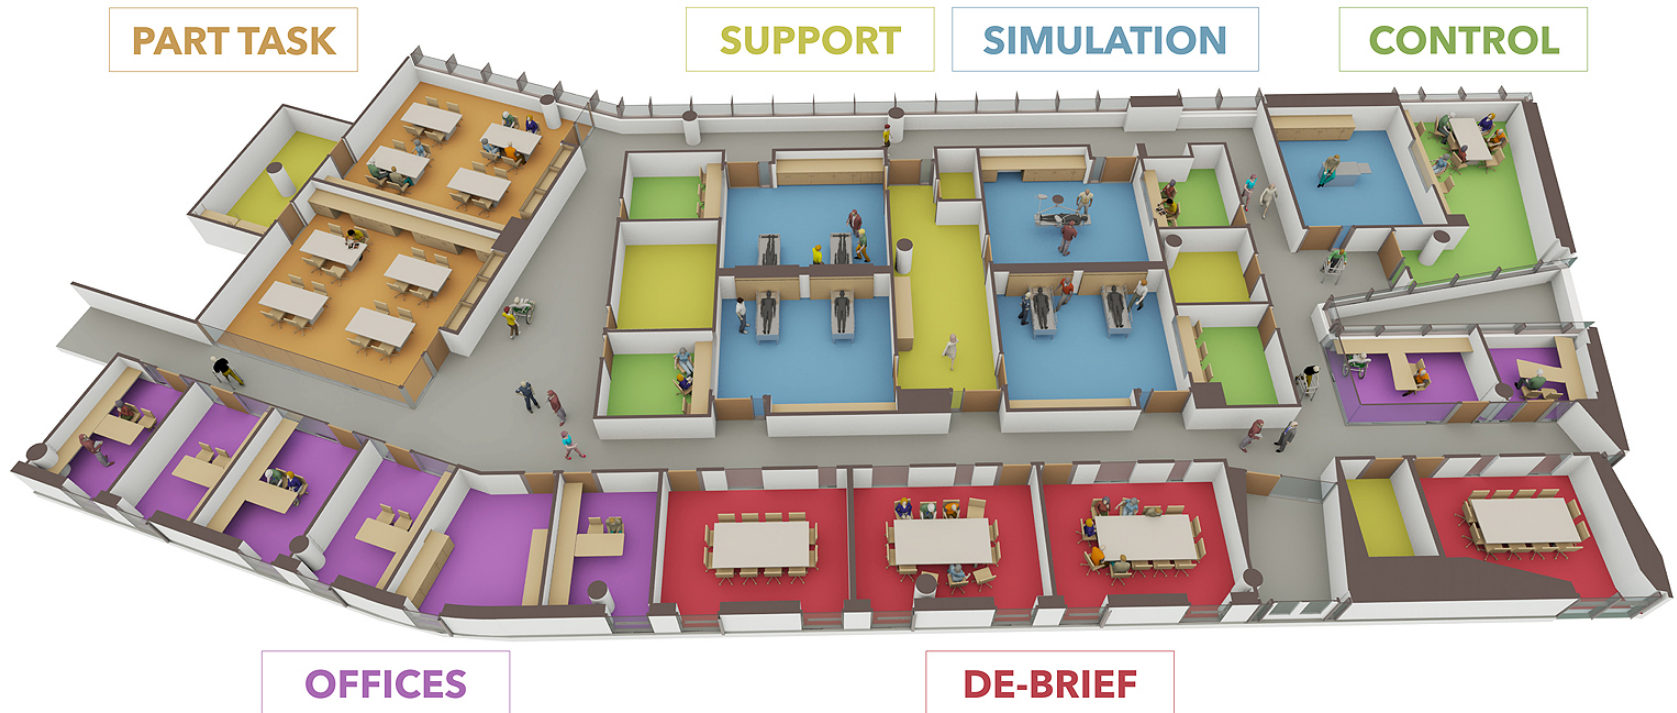 PART TASK
SUPPORT
SIMULATION
CONTROL
OFFICES
DE-BRIEF